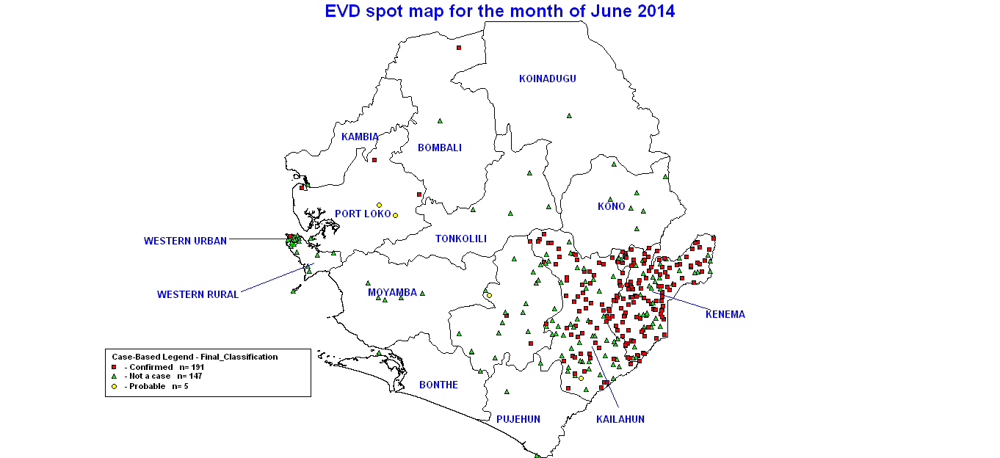 EVD spot map for the month of June 2014
KOINADUGU
KAMBIA
BOMBALI
KONO
PORT LOKO
WESTERN URBAN
TONKOLILI
WESTERN RURAL
MOYAMBA
KENEMA
Case-Based Legend - Final_Classification
- Confirmed n= 191
- Not a case n= 147
- Probable n= 5
BONTHE
PUJEHUN
KAILAHUN